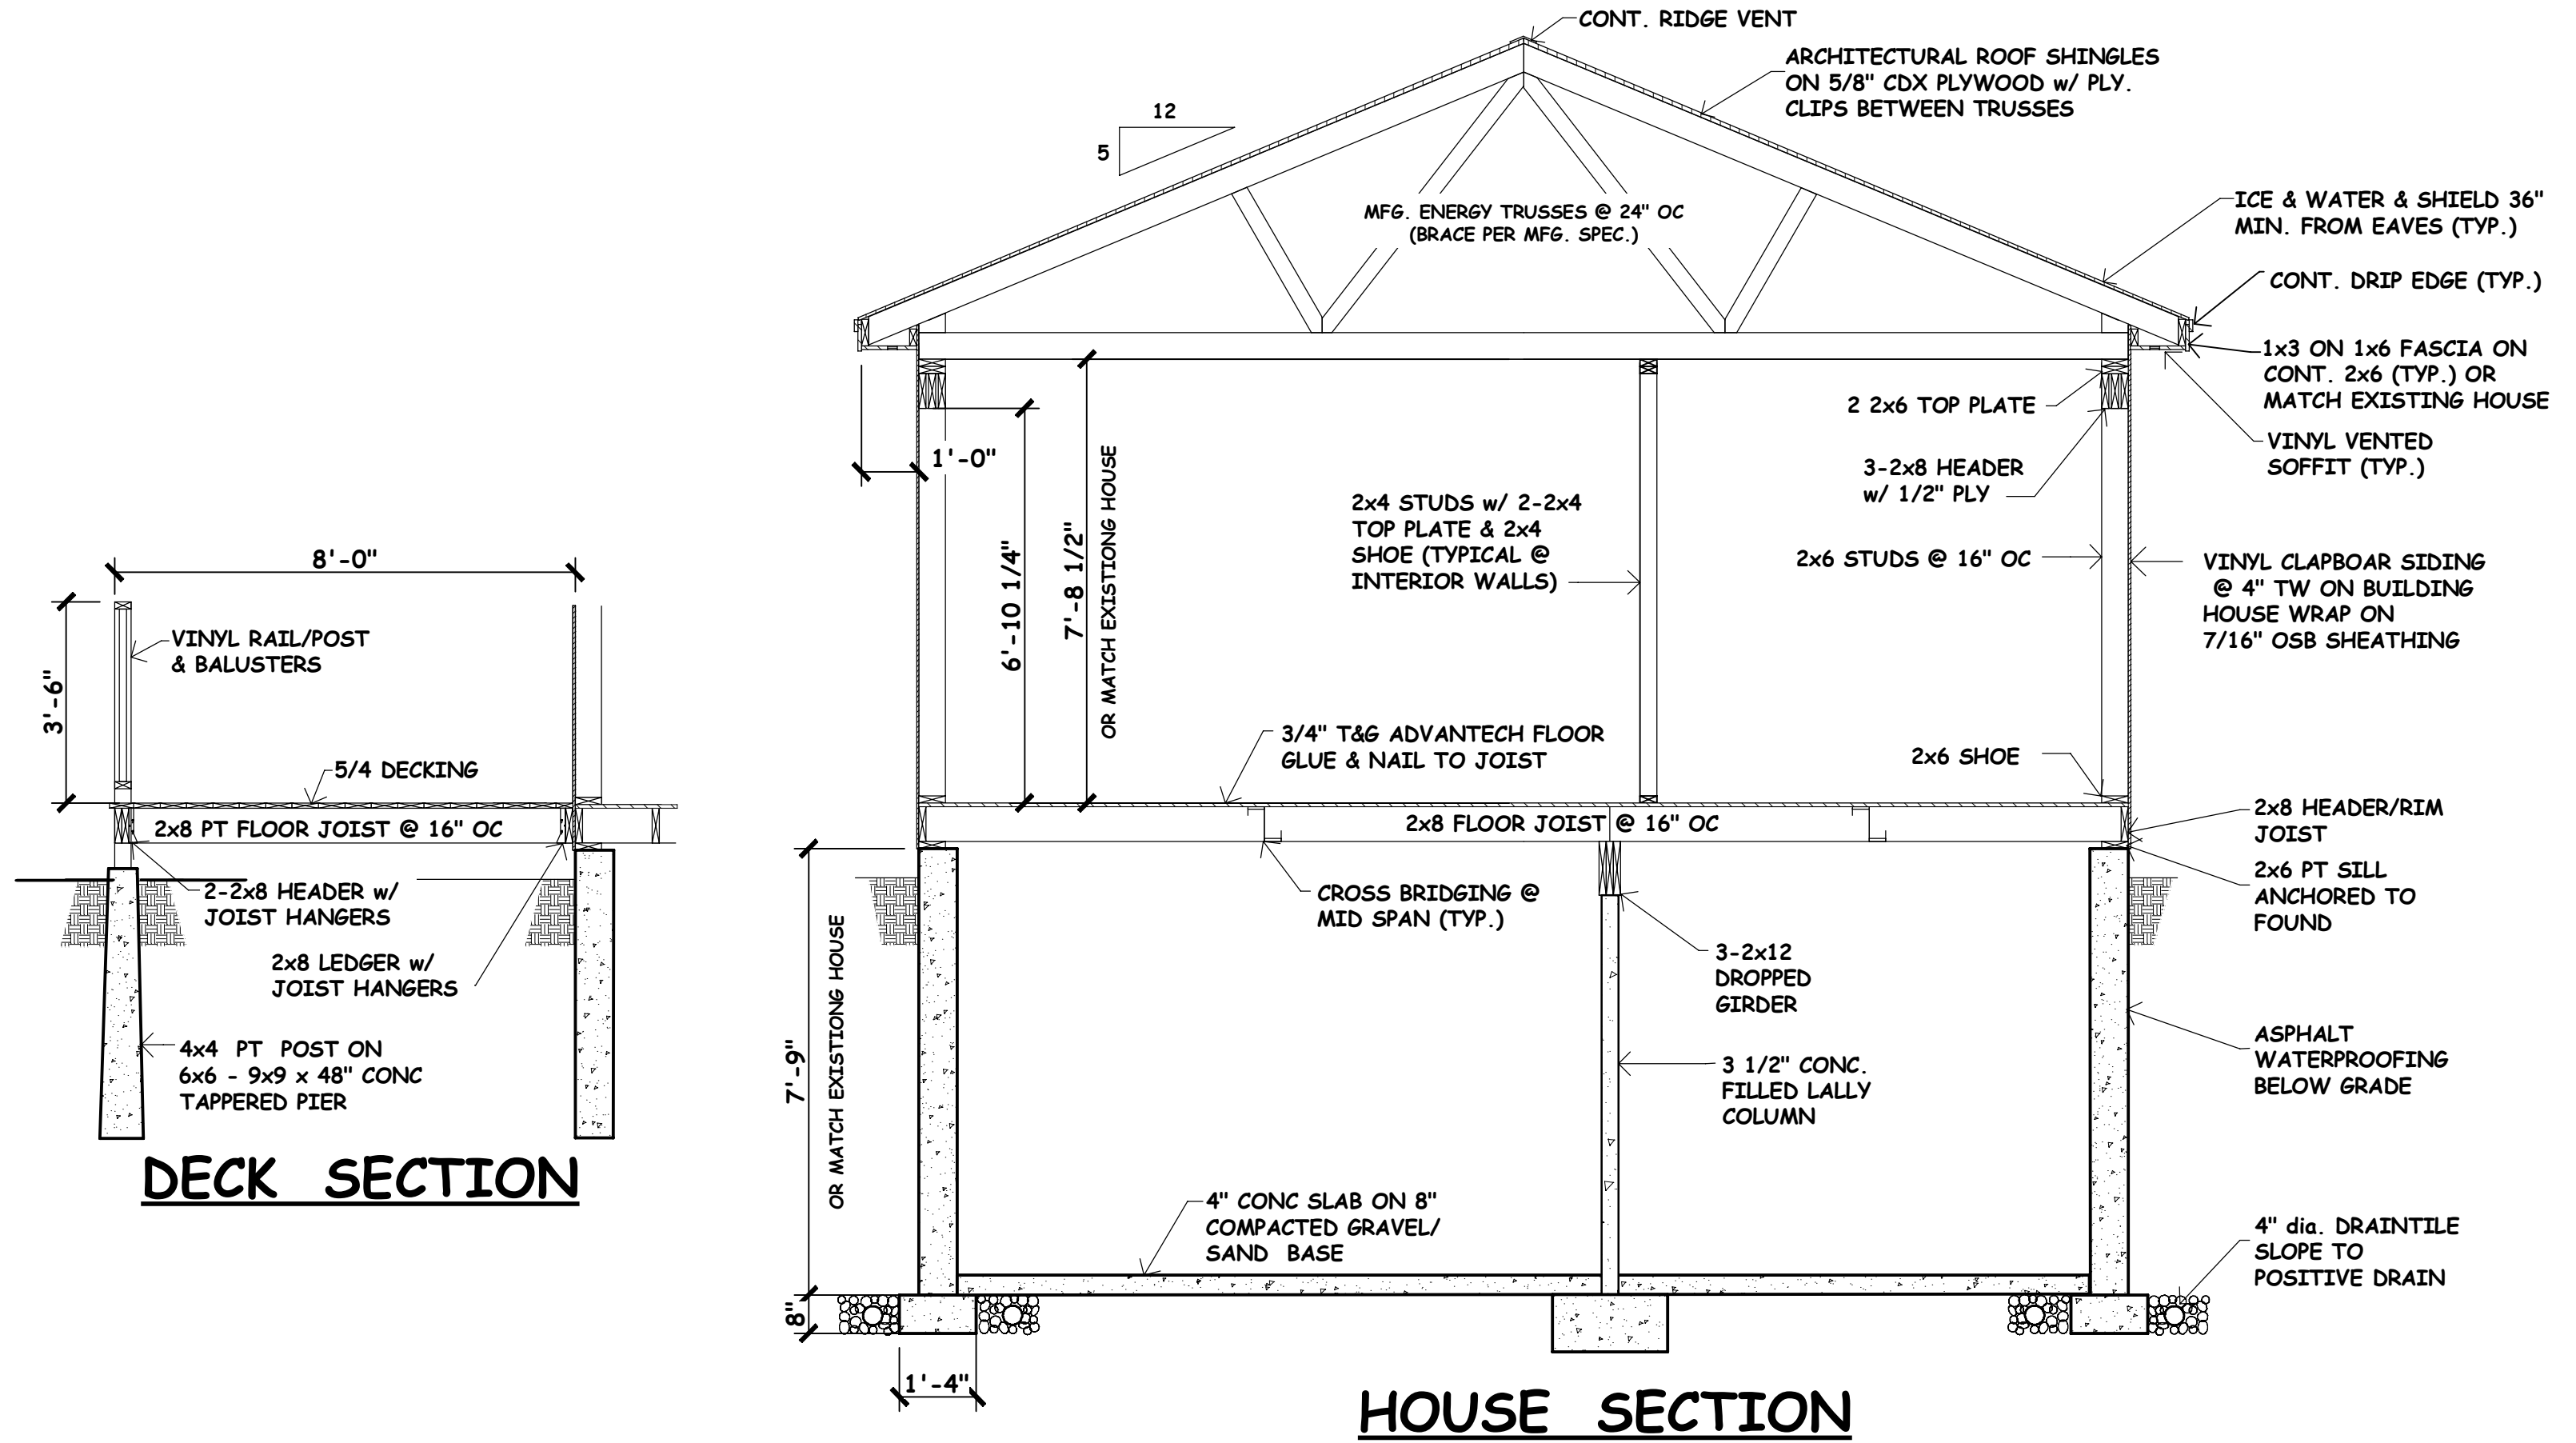 CONT. RIDGE VENT
ARCHITECTURAL ROOF SHINGLES
ON 5/8" CDX PLYWOOD w/ PLY.
CLIPS BETWEEN TRUSSES
12
5
MFG. ENERGY TRUSSES @ 24" OC
(BRACE PER MFG. SPEC.)
ICE & WATER & SHIELD 36"
MIN. FROM EAVES (TYP.)
CONT. DRIP EDGE (TYP.)
1x3 ON 1x6 FASCIA ON
CONT. 2x6 (TYP.) OR
MATCH EXISTING HOUSE
VINYL VENTED
SOFFIT (TYP.)
2 2x6 TOP PLATE
3-2x8 HEADER
w/ 1/2" PLY
1'-0"
6'-10 1/4"
7'-8 1/2"
OR MATCH EXISTIONG HOUSE
2x4 STUDS w/ 2-2x4
TOP PLATE & 2x4
SHOE (TYPICAL @
INTERIOR WALLS)
2x6 STUDS @ 16" OC
VINYL CLAPBOAR SIDING
@ 4" TW ON BUILDING
HOUSE WRAP ON
7/16" OSB SHEATHING
3/4" T&G ADVANTECH FLOOR
GLUE & NAIL TO JOIST
2x6 SHOE
2x8 FLOOR JOIST @ 16" OC
2x8 HEADER/RIM
JOIST
2x6 PT SILL
ANCHORED TO
FOUND
CROSS BRIDGING @
MID SPAN (TYP.)
3-2x12
DROPPED
GIRDER
3 1/2" CONC.
FILLED LALLY
COLUMN
ASPHALT
WATERPROOFING
BELOW GRADE
7'-9"
OR MATCH EXISTIONG HOUSE
4" CONC SLAB ON 8"
COMPACTED GRAVEL/
SAND BASE
4" dia. DRAINTILE
SLOPE TO
POSITIVE DRAIN
8"
1'-4"
HOUSE SECTION
8'-0"
3'-6"
VINYL RAIL/POST
& BALUSTERS
5/4 DECKING
2x8 PT FLOOR JOIST @ 16" OC
2-2x8 HEADER w/
JOIST HANGERS
2x8 LEDGER w/
JOIST HANGERS
4x4 PT POST ON
6x6 - 9x9 x 48" CONC
TAPPERED PIER
DECK SECTION